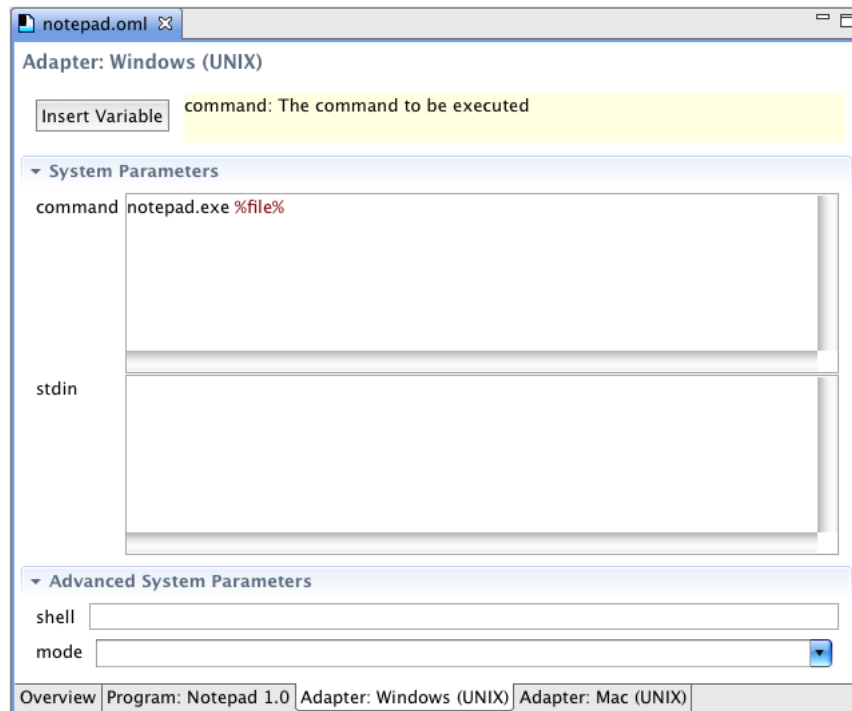 notepad.oml
Adapter: Windows (UNIX)
Insert Variable
command: The command to be executed
System Parameters
command
notepad.exe %file%
stdin
Advanced System Parameters
shell
mode
Overview
Program: Notepad 1.0
Adapter: Windows (UNIX)
Adapter: Mac (UNIX)